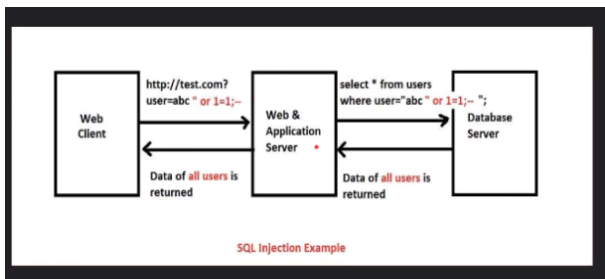 Web
Client
http://test.com?
user=abc " or 1=1;--
Data of all users is
returned
Web &
Application
Server
select * from users
where user="abc " or 1=1;-- ";
Data of all users is
returned
Database
Server
SQL Injection Example